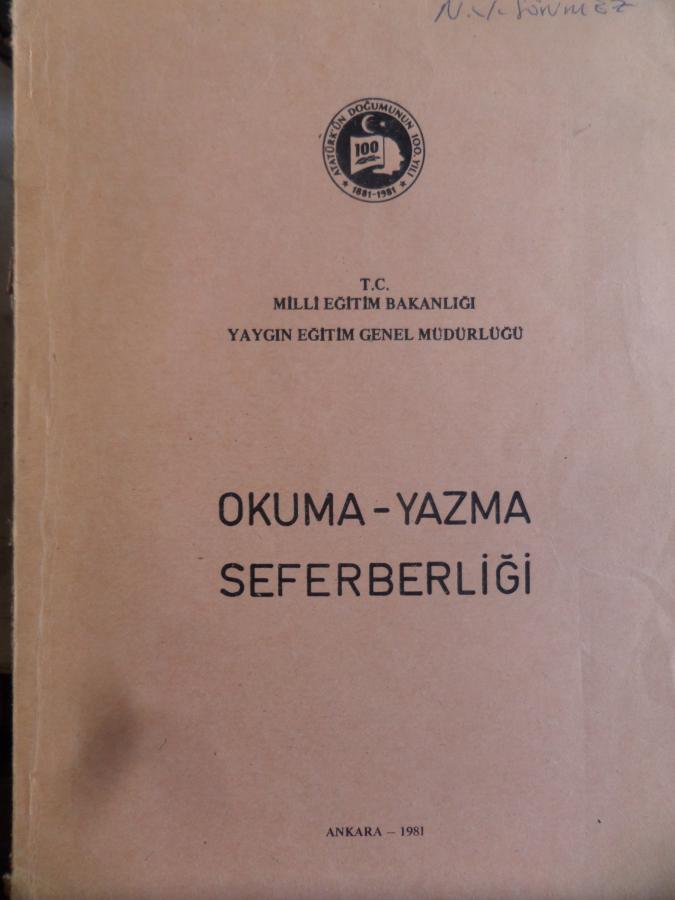 N. Y. SÖNMEZ
ATATÜRK'ÜN DOĞUMUNUN 100. YILI
100
★ 1881-1981 ★
T.C.
MİLLİ EĞİTİM BAKANLIĞI
YAYGIN EĞİTİM GENEL MÜDÜRLÜĞÜ
OKUMA - YAZMA
SEFERBERLİĞİ
ANKARA – 1981